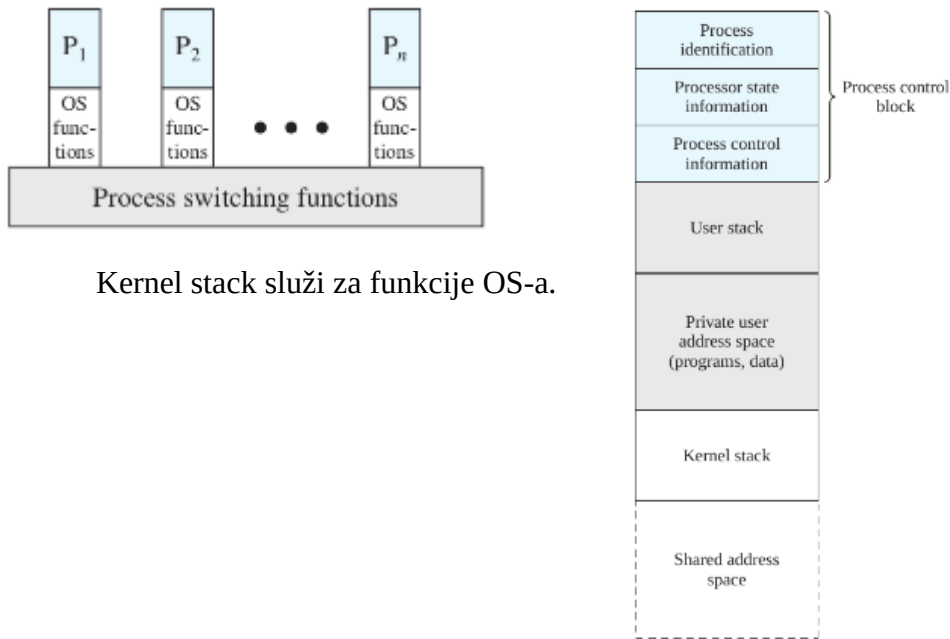 P1
P2
Pn
OS
func-
tions
OS
func-
tions
• • •
OS
func-
tions
Process switching functions
Kernel stack služi za funkcije OS-a.
Process
identification
Processor state
information
Process control
information
Process control
block
User stack
Private user
address space
(programs, data)
Kernel stack
Shared address
space